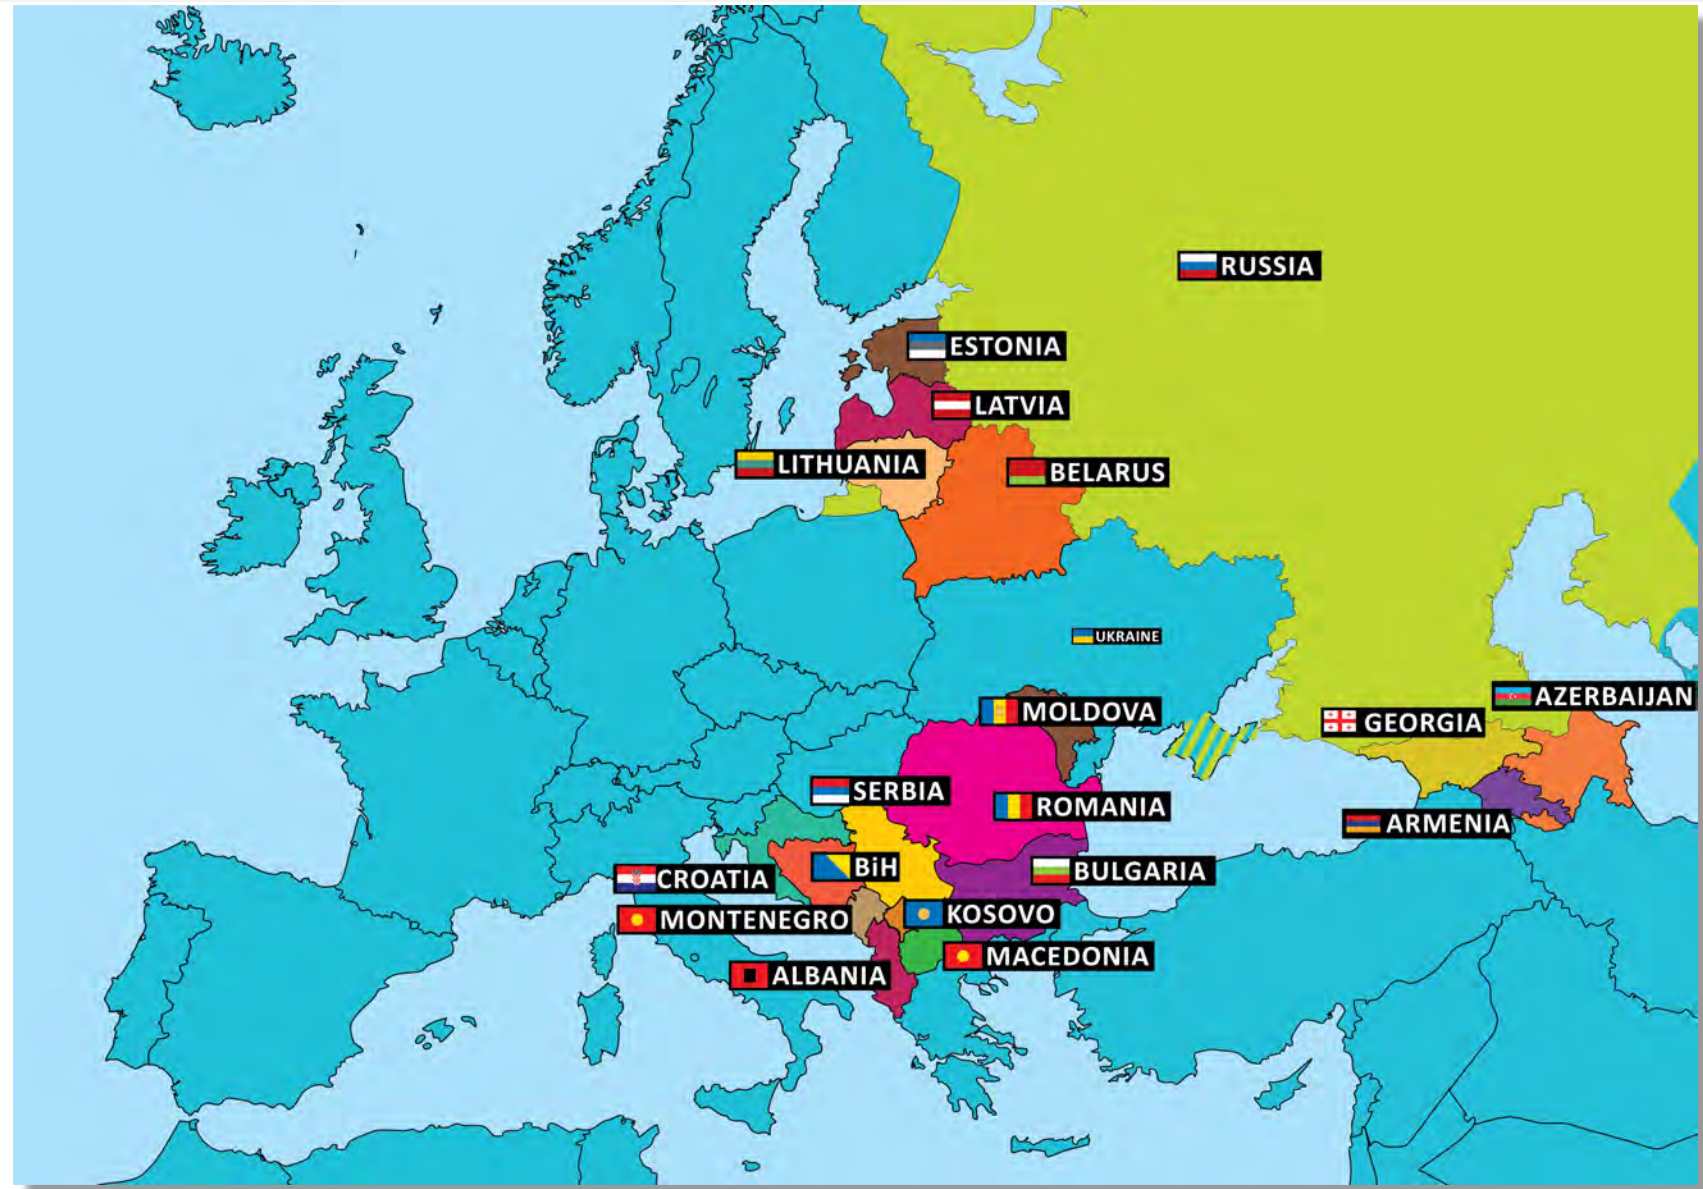 RUSSIA
ESTONIA
LATVIA
LITHUANIA
BELARUS
UKRAINE
AZERBAIJAN
MOLDOVA
GEORGIA
SERBIA
ROMANIA
ARMENIA
BiH
BULGARIA
CROATIA
KOSOVO
MONTENEGRO
MACEDONIA
ALBANIA